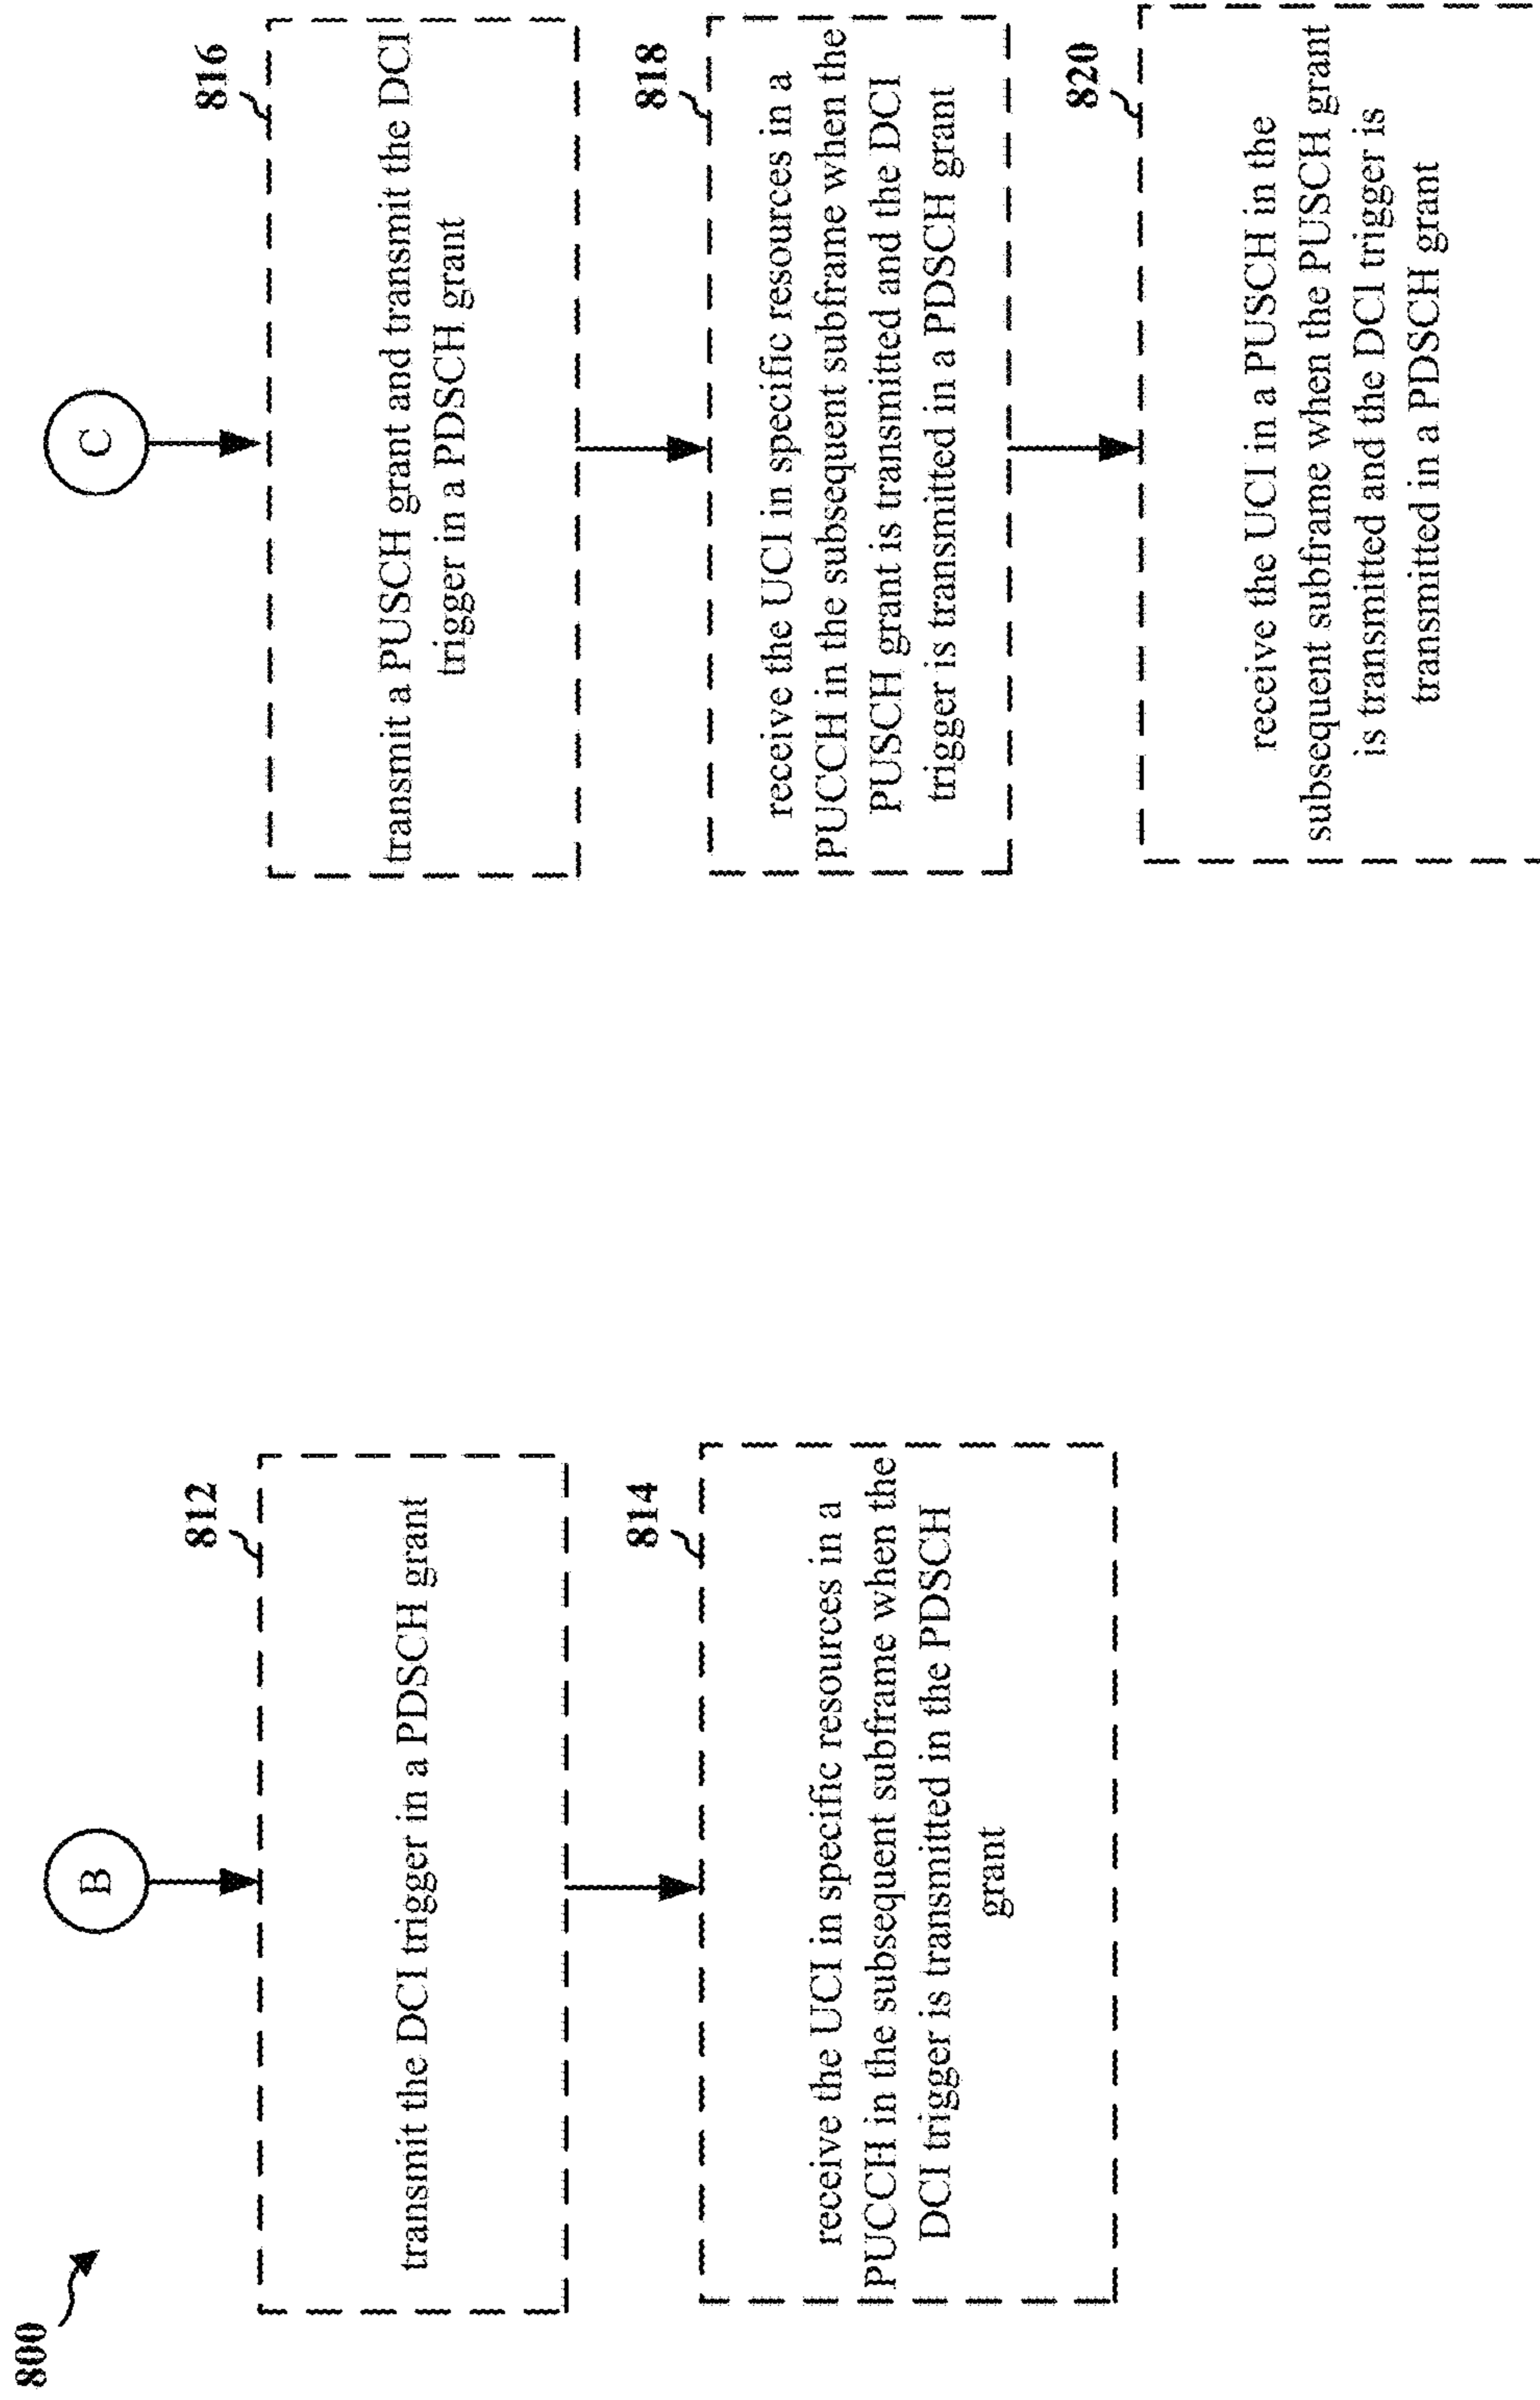 800
B
812
transmit the DCI trigger in a PDSCH grant
814
receive the UCI in specific resources in a
PUCCH in the subsequent subframe when the
DCI trigger is transmitted in the PDSCH
grant
C
816
transmit a PUSCH grant and transmit the DCI
trigger in a PDSCH grant
818
receive the UCI in specific resources in a
PUCCH in the subsequent subframe when the
PUSCH grant is transmitted and the DCI
trigger is transmitted in a PDSCH grant
820
receive the UCI in a PUSCH in the
subsequent subframe when the PUSCH grant
is transmitted and the DCI trigger is
transmitted in a PDSCH grant